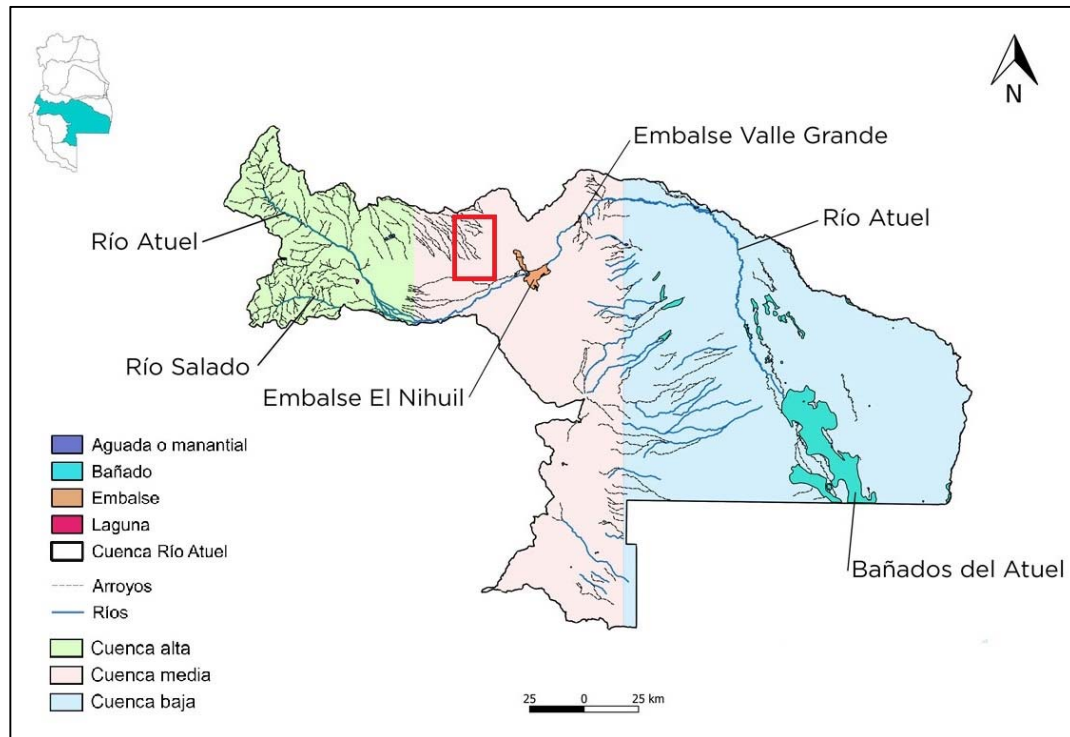 N
Embalse Valle Grande
Río Atuel
Río Atuel
Río Salado
Embalse El Nihuil
Bañados del Atuel
Aguada o manantial
Bañado
Embalse
Laguna
Cuenca Río Atuel
Arroyos
Ríos
Cuenca alta
Cuenca media
Cuenca baja
25 0 25 km